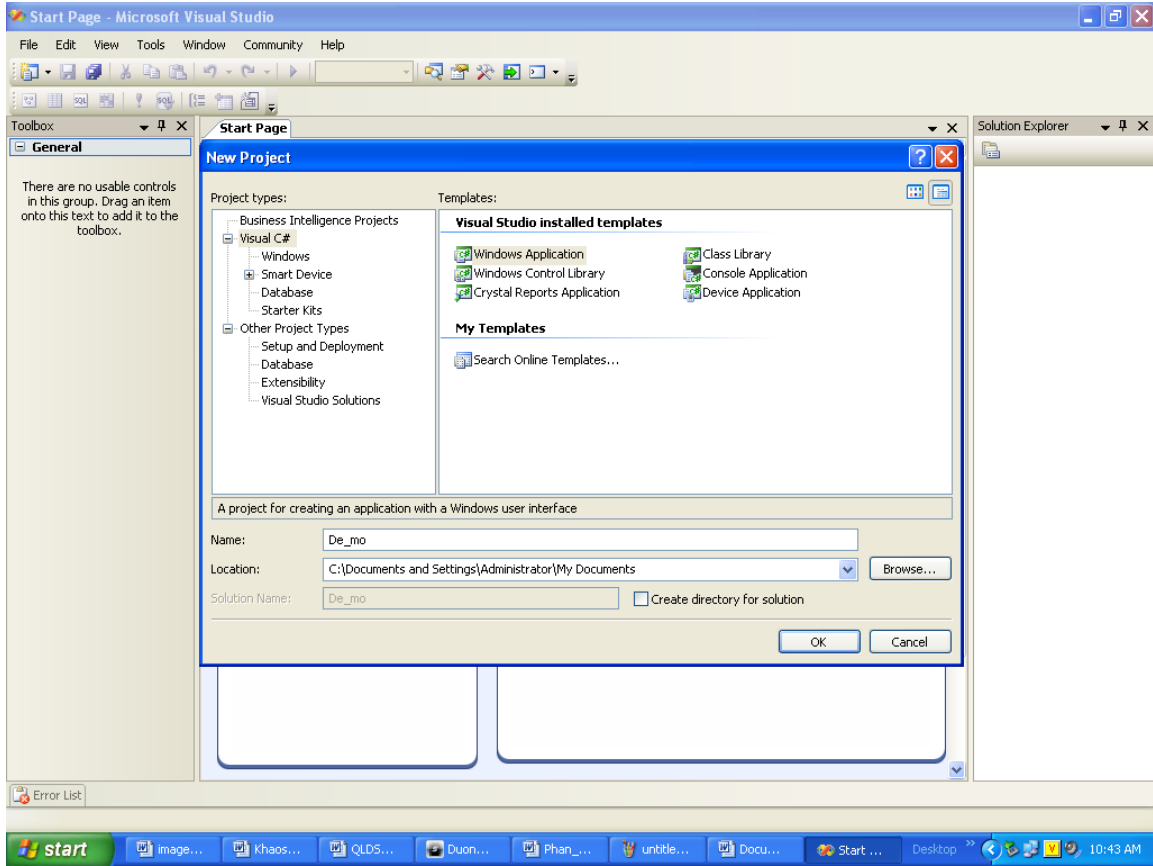 Start Page - Microsoft Visual Studio
File Edit View Tools Window Community Help
Toolbox
General
There are no usable controls
in this group. Drag an item
onto this text to add it to the
toolbox.
Start Page
Solution Explorer
New Project
Project types:
Business Intelligence Projects
Visual C#
Windows
Smart Device
Database
Starter Kits
Other Project Types
Setup and Deployment
Database
Extensibility
Visual Studio Solutions
Templates:
Visual Studio installed templates
Windows Application
Class Library
Windows Control Library
Console Application
Crystal Reports Application
Device Application
My Templates
Search Online Templates...
A project for creating an application with a Windows user interface
Name: De_mo
Location: C:\Documents and Settings\Administrator\My Documents Browse...
Solution Name: De_mo Create directory for solution
OK Cancel
Error List
start image... Khaos... QLDS... Duon... Phan_... untitle... Docu... Start ... Desktop » 10:43 AM